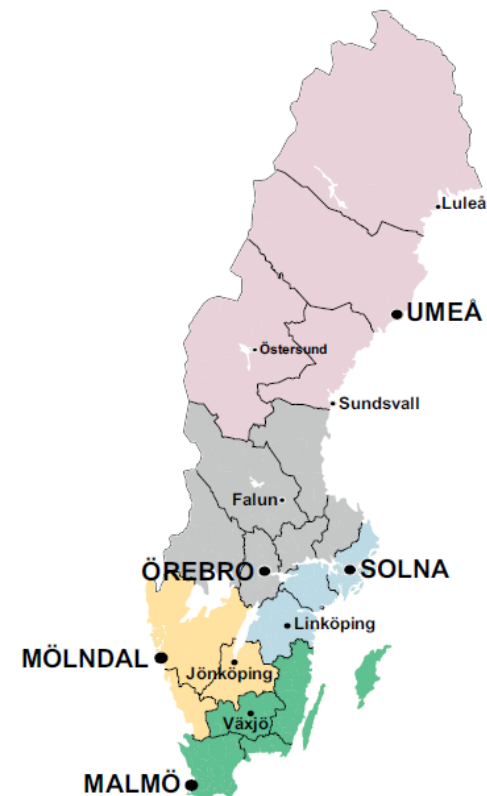 Luleå
UMEÅ
Östersund
Sundsvall
Falun
ÖREBRO
SOLNA
Linköping
MÖLNDAL
Jönköping
Växjö
MALMÖ